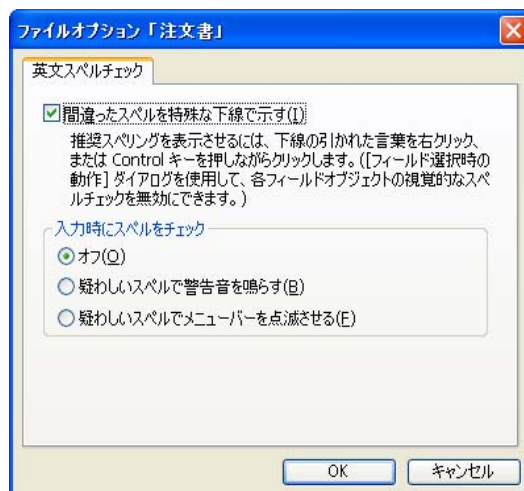 ファイルオプション「注文書」
英文スペルチェック
間違ったスペルを特殊な下線で示す(I)
推奨スペリングを表示させるには、下線の引かれた言葉を右クリック、
または Control キーを押しながらクリックします。([フィールド選択時の
動作] ダイアログを使用して、各フィールドオブジェクトの視覚的なスペ
ルチェックを無効にできます。)
入力時にスペルをチェック
オフ(O)
疑わしいスペルで警告音を鳴らす(B)
疑わしいスペルでメニューバーを点滅させる(F)
OK
キャンセル